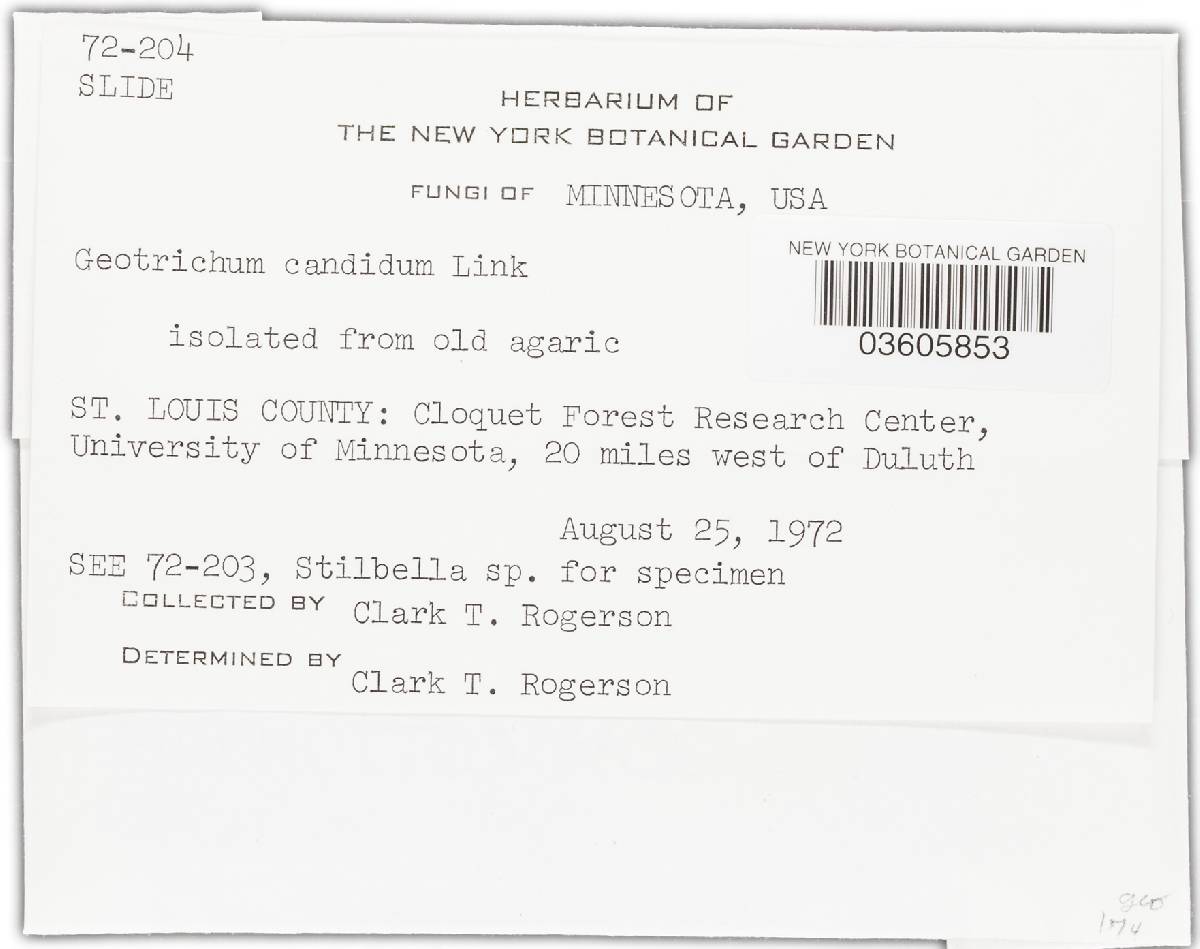 72-204
SLIDE
HERBARIUM OF
THE NEW YORK BOTANICAL GARDEN
FUNGI OF MINNESOTA, USA
NEW YORK BOTANICAL GARDEN
03605853
Geotrichum candidum Link
isolated from old agaric
ST. LOUIS COUNTY: Cloquet Forest Research Center,
University of Minnesota, 20 miles west of Duluth
August 25, 1972
SEE 72-203, Stilbella sp. for specimen
COLLECTED BY Clark T. Rogerson
DETERMINED BY Clark T. Rogerson